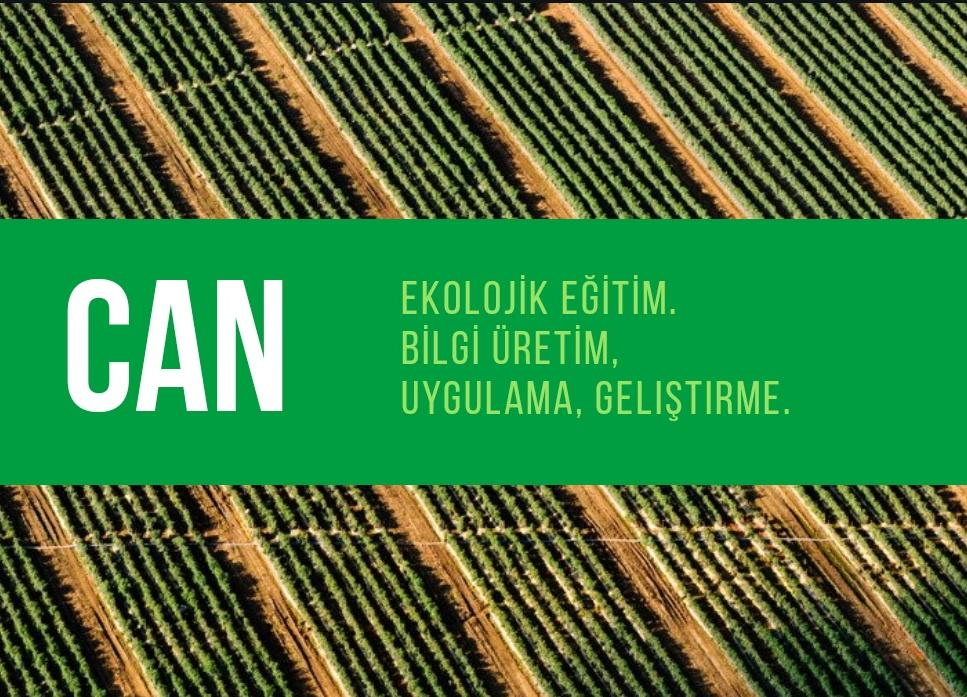 CAN
EKOLOJİK EĞİTİM.
BİLGİ ÜRETİM,
UYGULAMA, GELIŞTIRME.